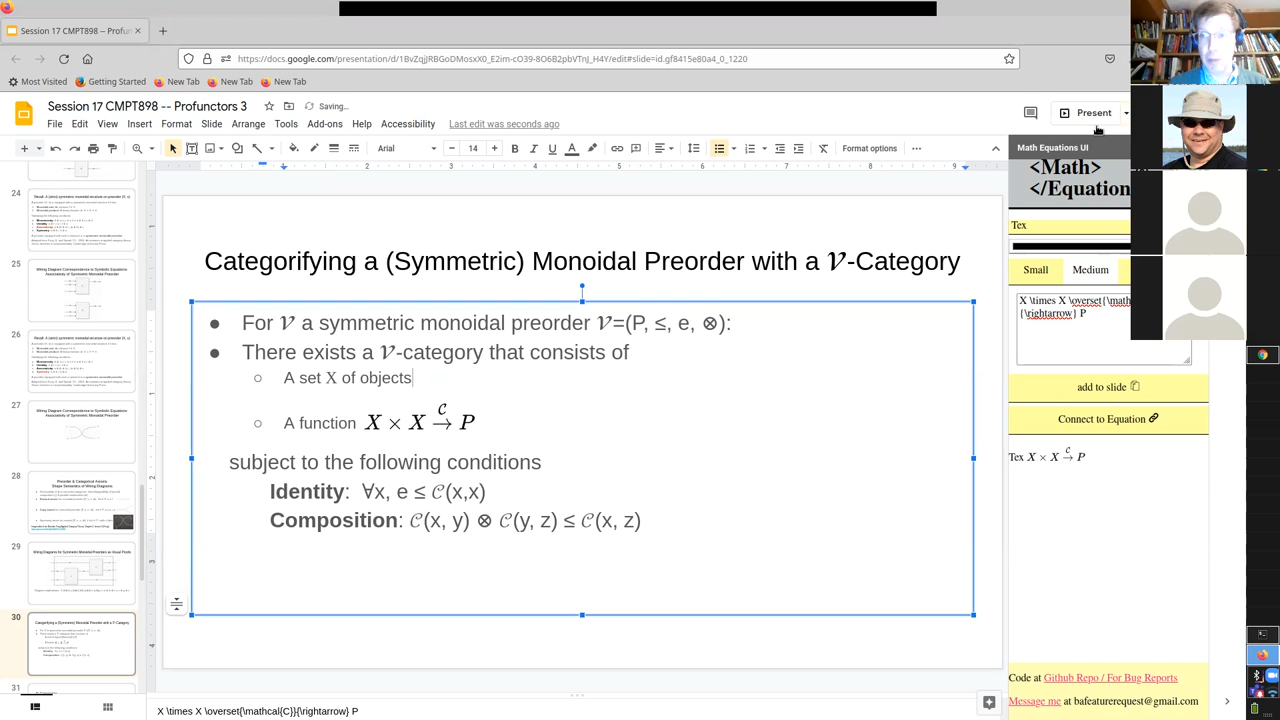 Session 17 CMPT898 -- Profun
https://docs.google.com/presentation/d/1BvZqjjRBGoDMosxX0_E2im-cO39-8O6B2pbVTnJ_H4Y/edit#slide=id.gf8415e80a4_0_1220
Most Visited Getting Started New Tab New Tab New Tab
Session 17 CMPT898 -- Profunctors 3
Saving...
Present
File Edit View Insert Format Slide Arrange Tools Addons Help Accessibility Last edit was seconds ago
Arial 14 Format options
Math Equations UI
<Math>
</Equation
Tex
Small Medium
X \times X \overset{\math
{\rightarrow} P
add to slide
Connect to Equation
Tex X × X →𝒞 P
Code at Github Repo / For Bug Reports
Message me at bafeaturerequest@gmail.com
24
25
26
27
28
29
30
31
Categorifying a (Symmetric) Monoidal Preorder with a 𝒱-Category
● For 𝒱 a symmetric monoidal preorder 𝒱=(P, ≤, e, ⊗):
There exists a 𝒱-category that consists of
○ A set X of objects
○ A function X × X →𝒞 P
subject to the following conditions
Identity: ∀x, e ≤ 𝒞(x,x)
Composition: 𝒞(x, y) ⊗ 𝒞(y, z) ≤ 𝒞(x, z)
X \times X \overset{\mathcal{C}}{\rightarrow} P